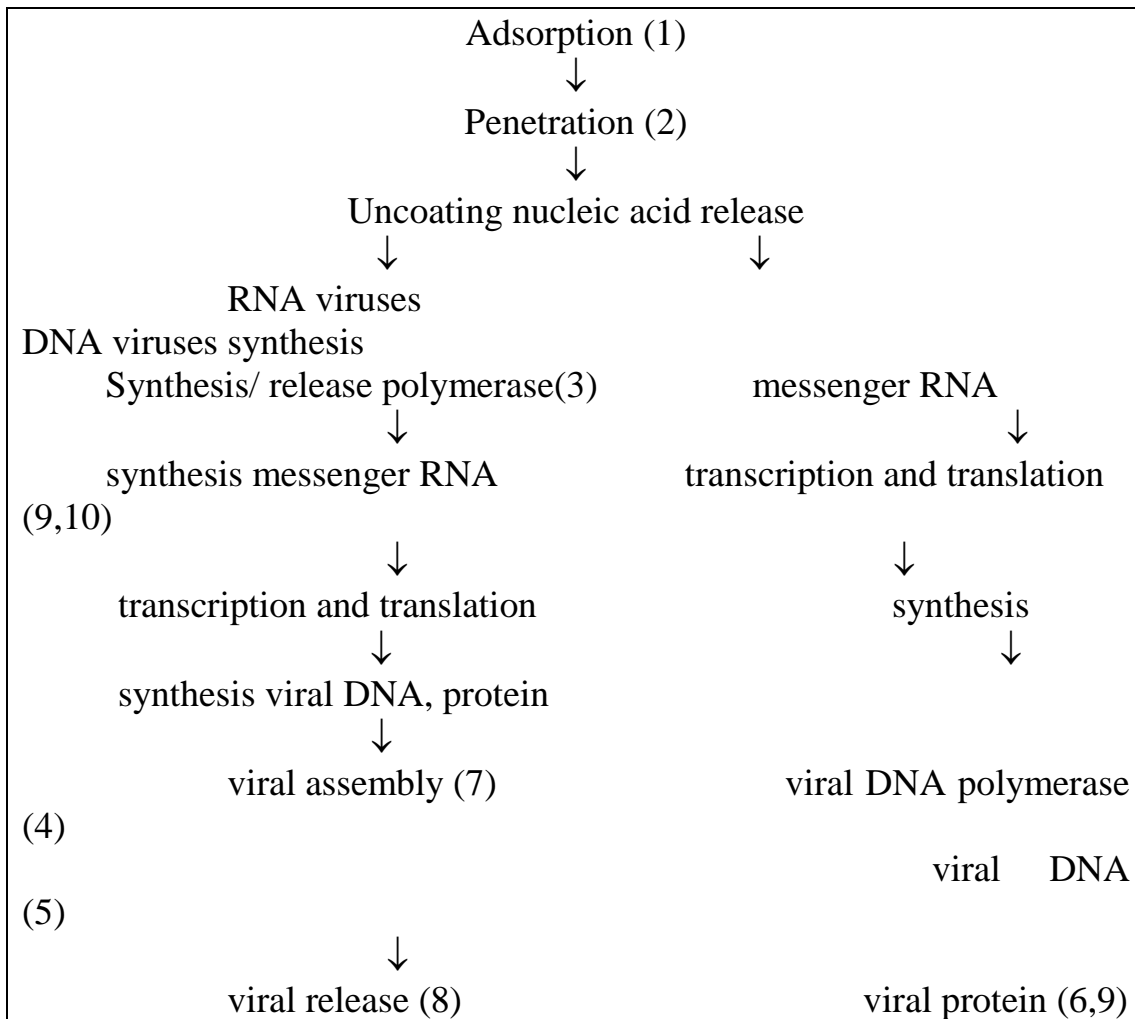 Adsorption (1)
↓
Penetration (2)
↓
Uncoating nucleic acid release
↓ ↓
RNA viruses
DNA viruses synthesis
Synthesis/ release polymerase(3) messenger RNA
↓ ↓
synthesis messenger RNA transcription and translation
(9,10)
↓ ↓
transcription and translation synthesis
↓ ↓
synthesis viral DNA, protein
↓
viral assembly (7) viral DNA polymerase
(4)
viral DNA
(5)
↓
viral release (8) viral protein (6,9)